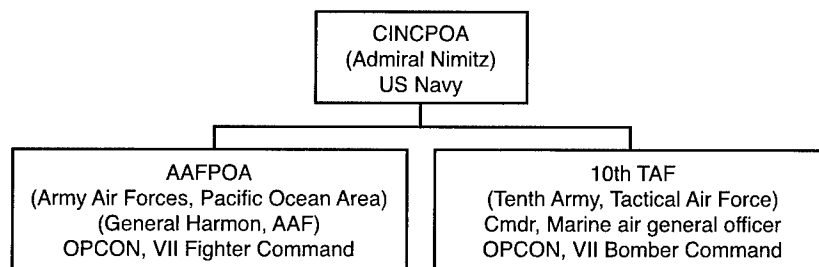 CINCPOA
(Admiral Nimitz)
US Navy
AAFPOA
(Army Air Forces, Pacific Ocean Area)
(General Harmon, AAF)
OPCON, VII Fighter Command
10th TAF
(Tenth Army, Tactical Air Force)
Cmdr, Marine air general officer
OPCON, VII Bomber Command